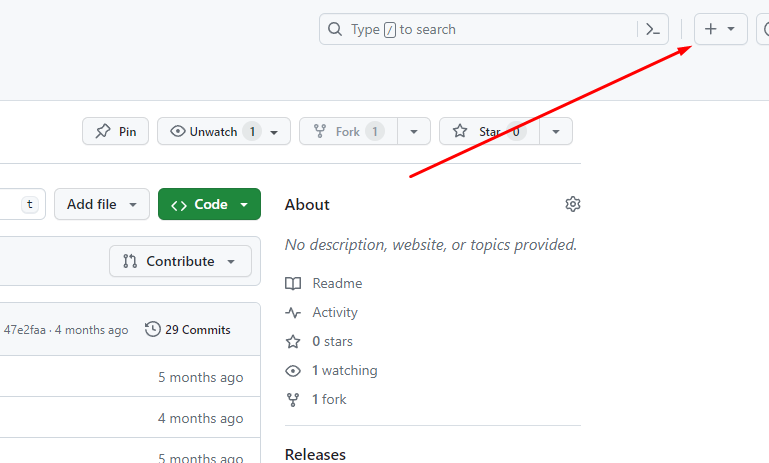 Type / to search
Pin
Unwatch 1
Fork 1
Star 0
t
Add file
Code
About
No description, website, or topics provided.
Contribute
Readme
Activity
47e2faa · 4 months ago
29 Commits
0 stars
1 watching
1 fork
5 months ago
4 months ago
5 months ago
Releases